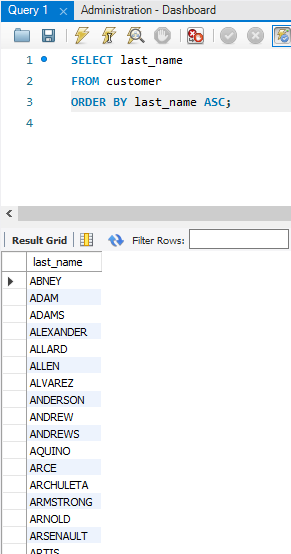 Query 1
Administration - Dashboard
1 SELECT last_name
2 FROM customer
3 ORDER BY last_name ASC;
4
Result Grid Filter Rows:
last_name
ABNEY
ADAM
ADAMS
ALEXANDER
ALLARD
ALLEN
ALVAREZ
ANDERSON
ANDREW
ANDREWS
AQUINO
ARCE
ARCHULETA
ARMSTRONG
ARNOLD
ARSENAULT
ARTIS